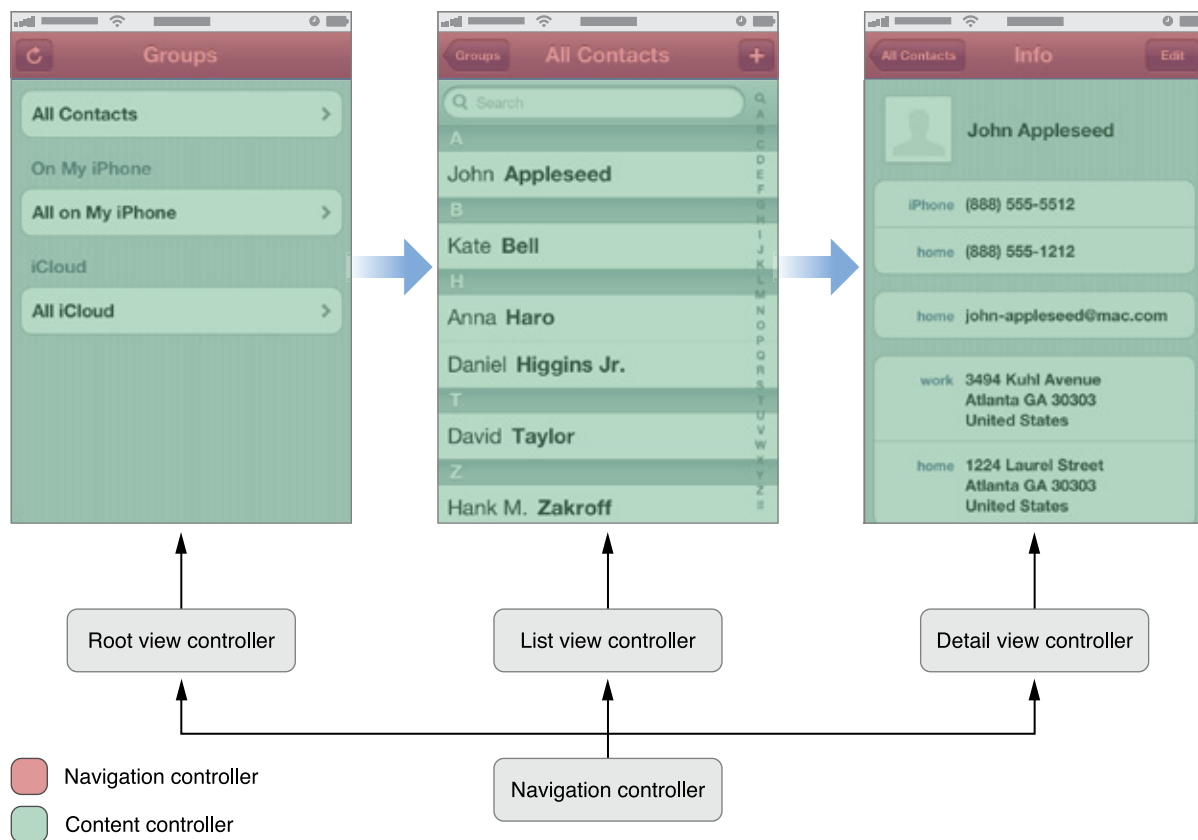 Groups
All Contacts
On My iPhone
All on My iPhone
iCloud
All iCloud
Groups
All Contacts
+
Search
A
John Appleseed
B
Kate Bell
H
Anna Haro
Daniel Higgins Jr.
T
David Taylor
Z
Hank M. Zakroff
A
B
C
D
E
F
G
H
I
J
K
L
M
N
O
P
Q
R
S
T
U
V
W
X
Y
Z
#
All Contacts
Info
Edit
John Appleseed
iPhone (888) 555-5512
home (888) 555-1212
home john-appleseed@mac.com
work 3494 Kuhl Avenue
Atlanta GA 30303
United States
home 1224 Laurel Street
Atlanta GA 30303
United States
Root view controller
List view controller
Detail view controller
Navigation controller
Navigation controller
Content controller